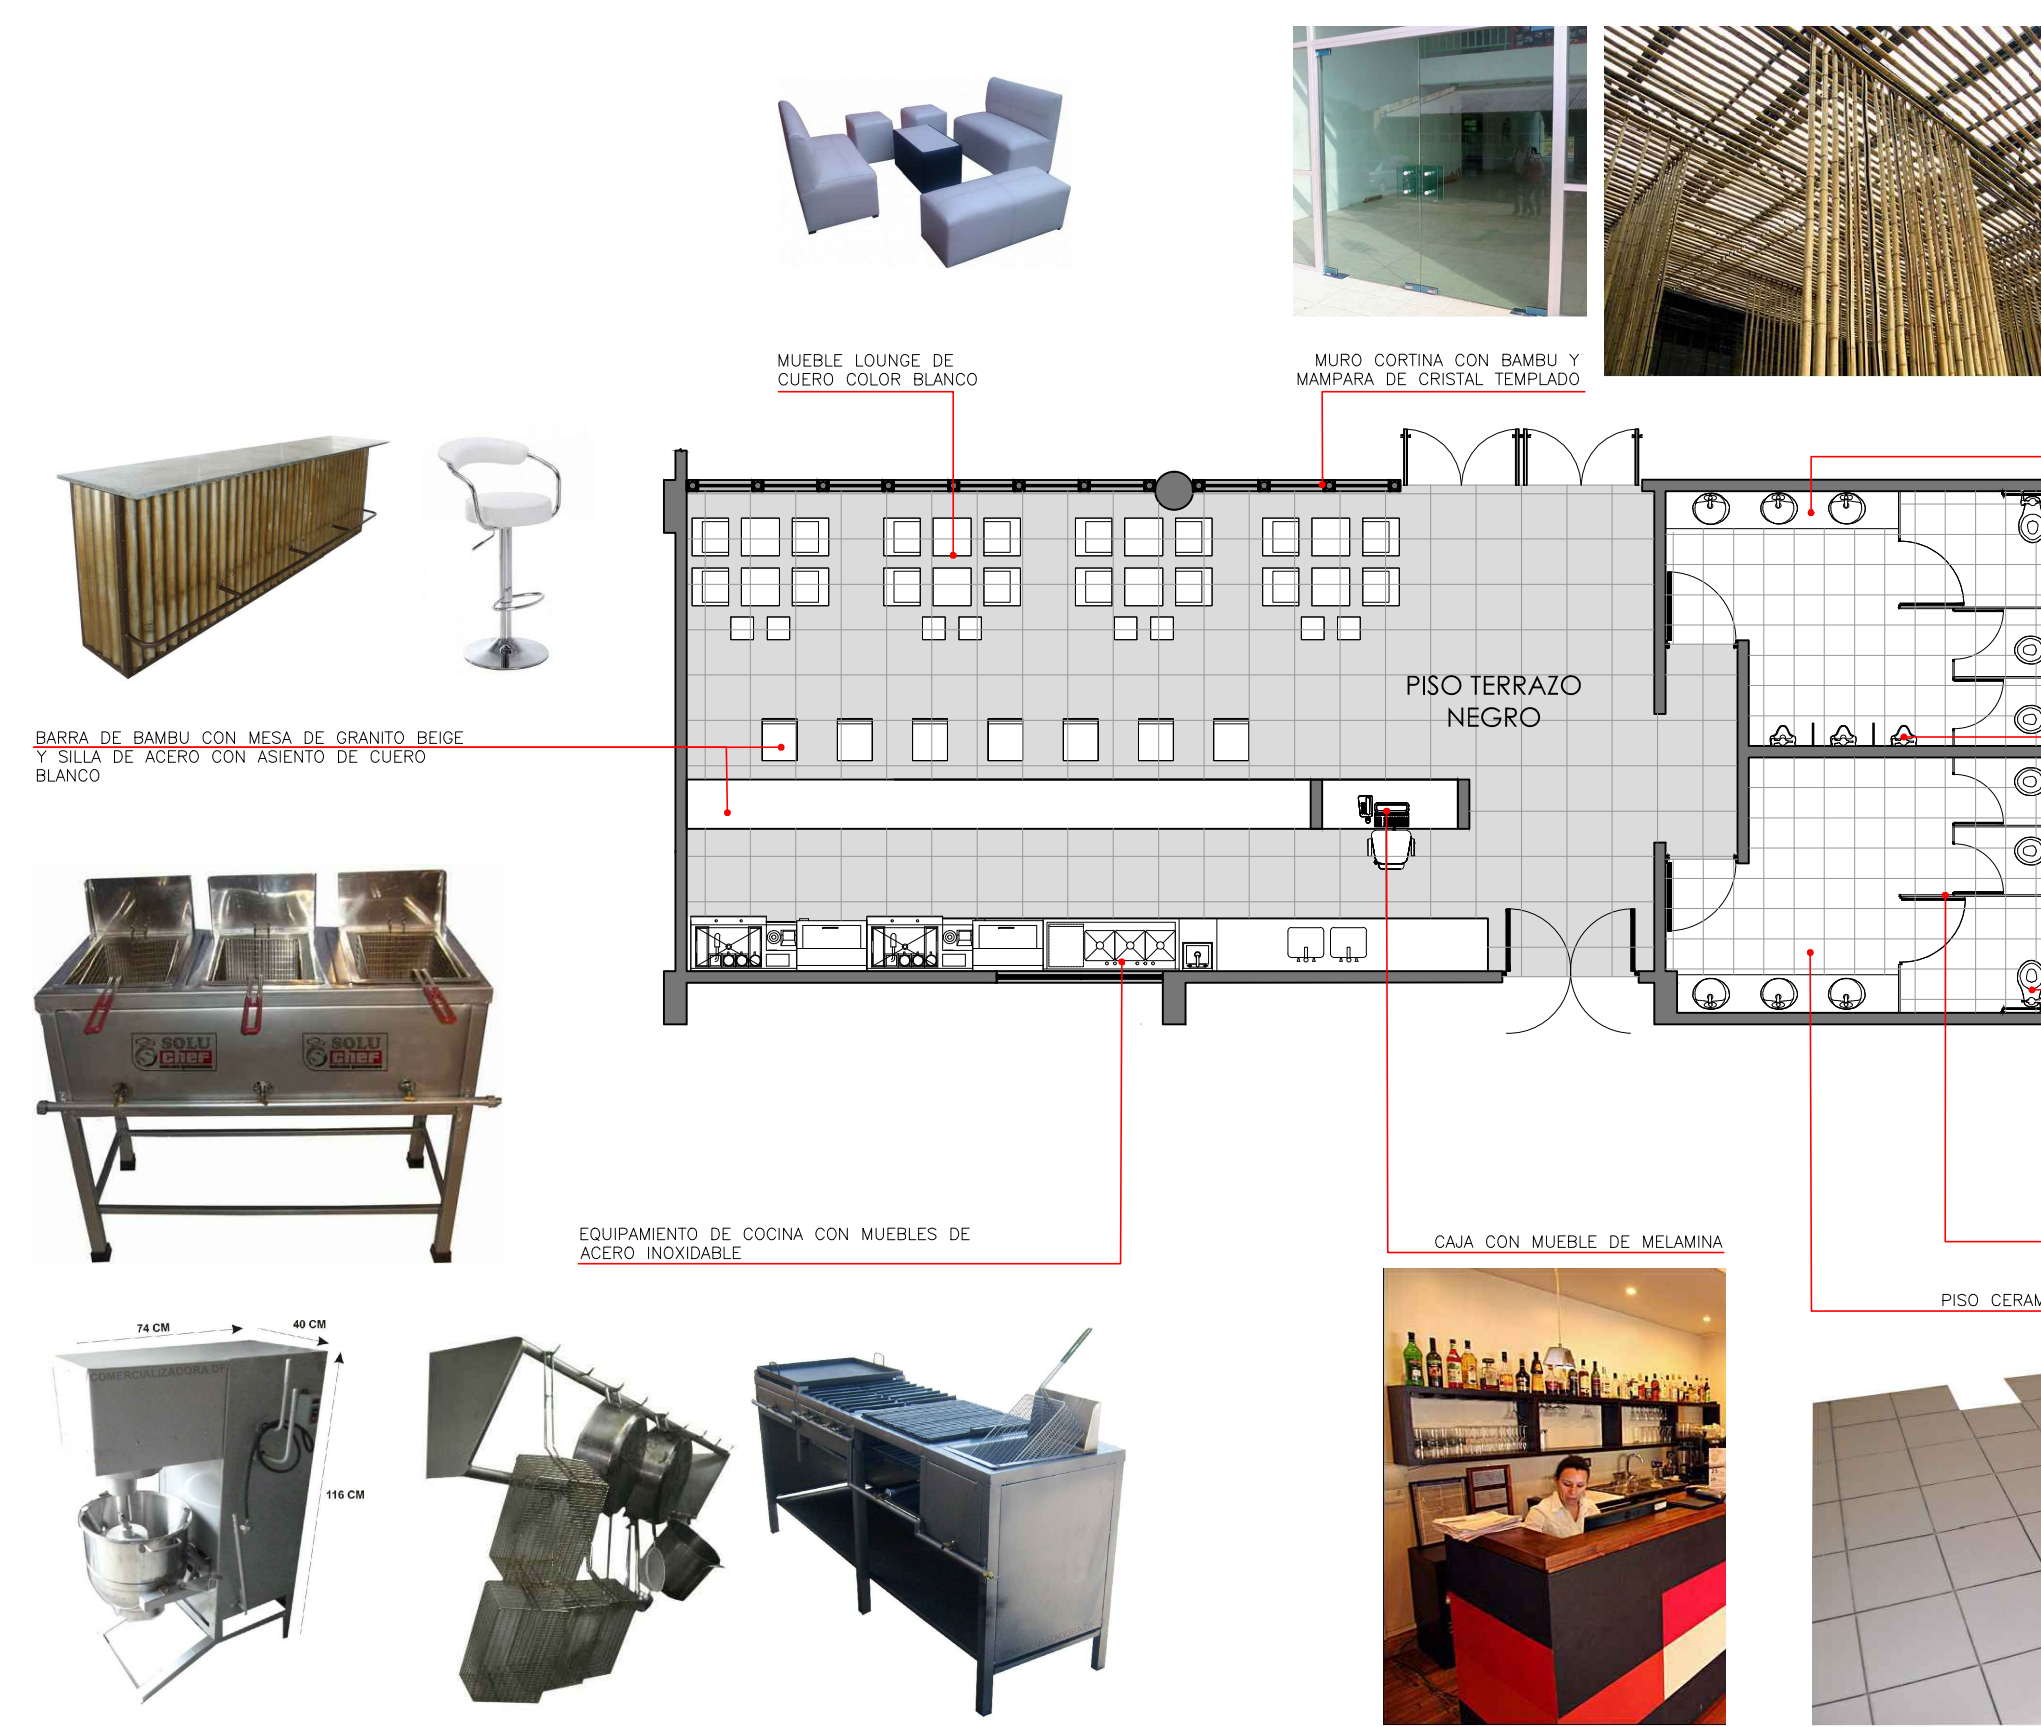 MUEBLE LOUNGE DE
CUERO COLOR BLANCO
MURO CORTINA CON BAMBU Y
MAMPARA DE CRISTAL TEMPLADO
PISO TERRAZO
NEGRO
BARRA DE BAMBU CON MESA DE GRANITO BEIGE
Y SILLA DE ACERO CON ASIENTO DE CUERO
BLANCO
SOLU
chef
SOLU
chef
EQUIPAMIENTO DE COCINA CON MUEBLES DE
ACERO INOXIDABLE
CAJA CON MUEBLE DE MELAMINA
PISO CERAM
74 CM
40 CM
COMERCIALIZADORA DE
116 CM